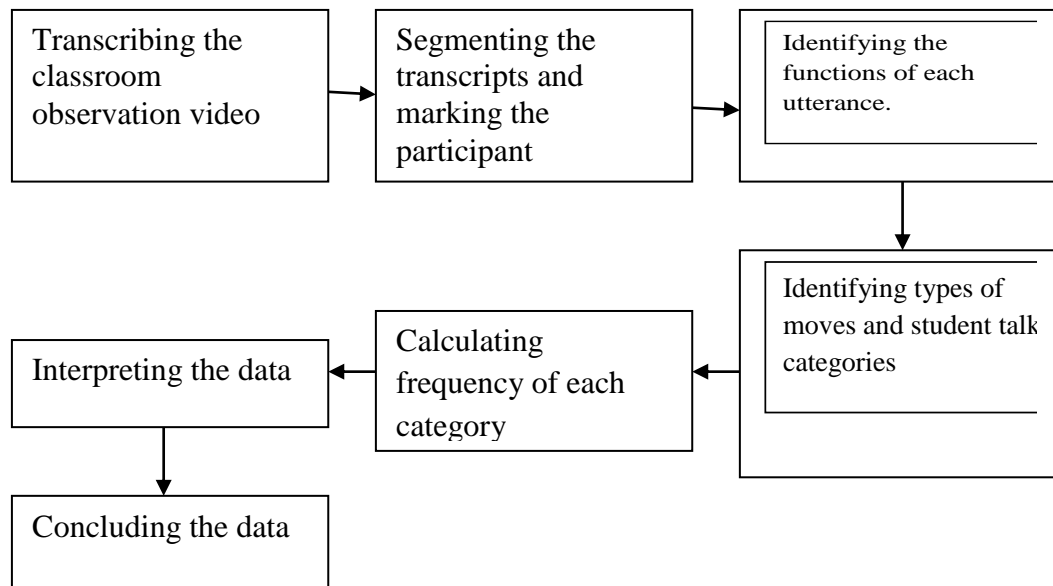 Transcribing the
classroom
observation video
Segmenting the
transcripts and
marking the
participant
Identifying the
functions of each
utterance.
Identifying types of
moves and student talk
categories
Calculating
frequency of each
category
Interpreting the data
Concluding the data